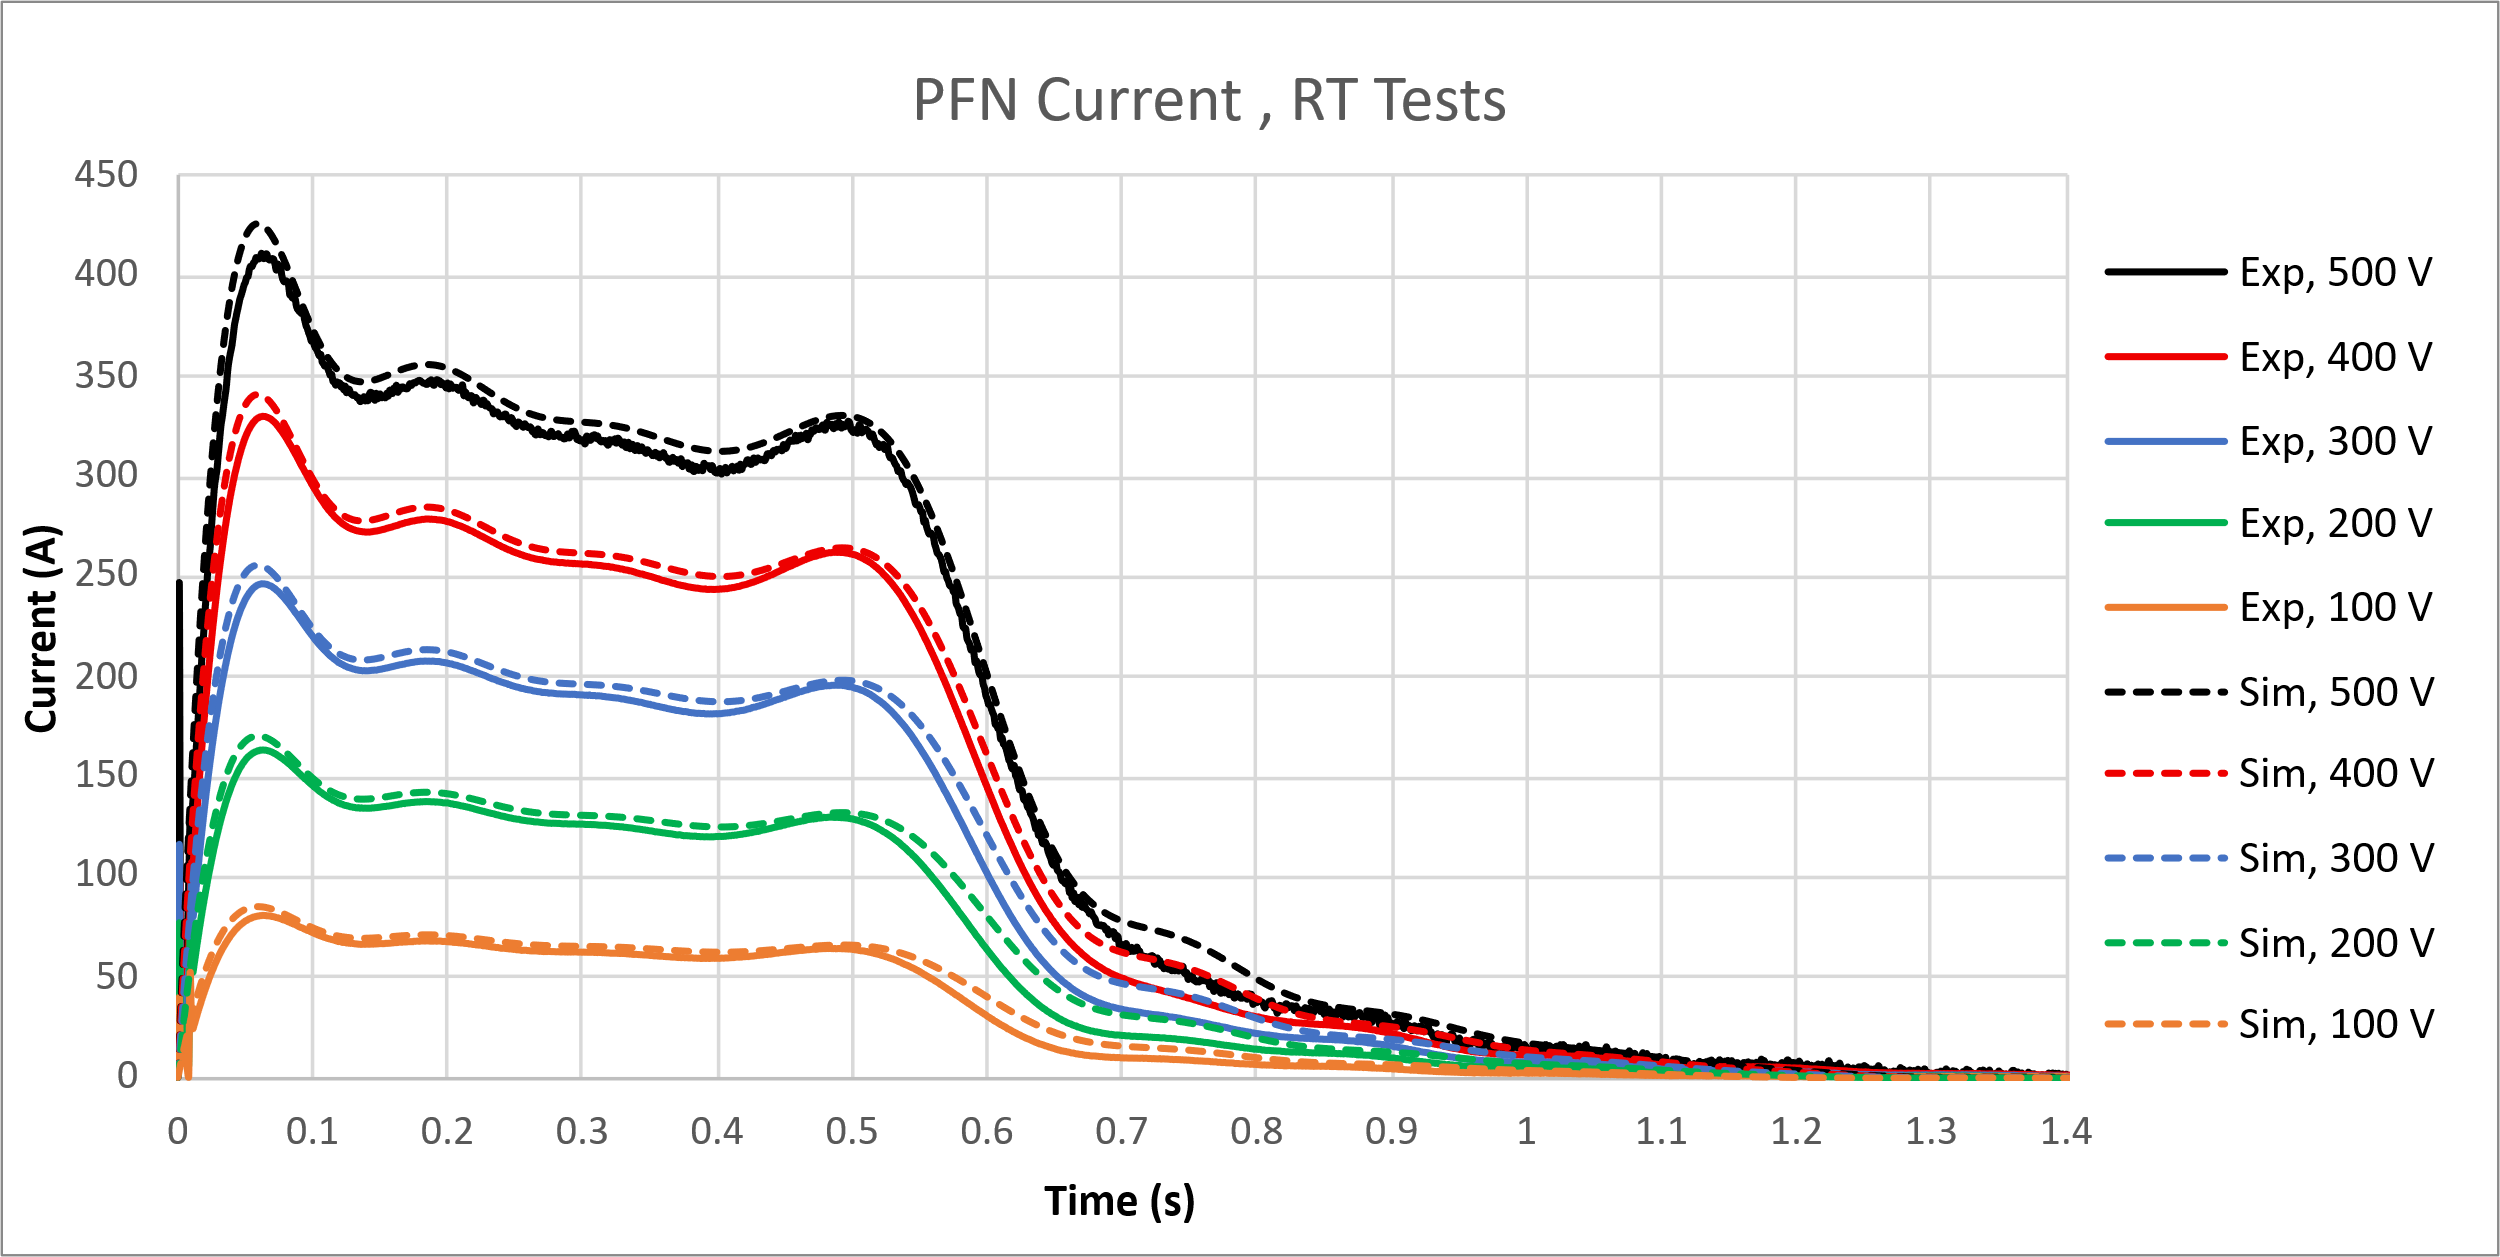 PFN Current , RT Tests
450
400
350
300
250
200
150
100
50
0
Current (A)
0 0.1 0.2 0.3 0.4 0.5 0.6 0.7 0.8 0.9 1 1.1 1.2 1.3 1.4
Time (s)
Exp, 500 V
Exp, 400 V
Exp, 300 V
Exp, 200 V
Exp, 100 V
Sim, 500 V
Sim, 400 V
Sim, 300 V
Sim, 200 V
Sim, 100 V